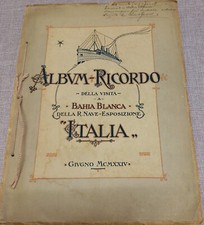 ALBVM-RICORDO
DELLA VISITA
A
BAHIA BLANCA
DELLA R. NAVE-ESPOSIZIONE
"ITALIA„
GIVGNO MCMXXIV